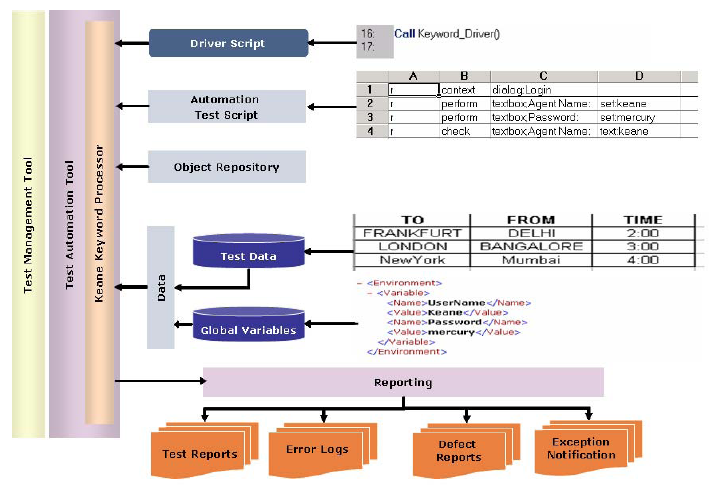 Test Management Tool
Test Automation Tool
Keane Keyword Processor
Driver Script
16: Call Keyword_Driver()
17:
Automation
Test Script
A B C D
1 r context dialog;Login
2 r perform textbox;Agent Name: set:keane
3 r perform textbox;Password: set:mercury
4 r check textbox;Agent Name: text:keane
Object Repository
Data
Test Data
TO FROM TIME
FRANKFURT DELHI 2:00
LONDON BANGALORE 3:00
NewYork Mumbai 4:00
Global Variables
- <Environment>
- <Variable>
<Name>UserName</Name>
<Value>Keane</Value>
<Name>Password</Name>
<Value>mercury</Value>
</Variable>
</Environment>
Reporting
Test Reports
Error Logs
Defect
Reports
Exception
Notification